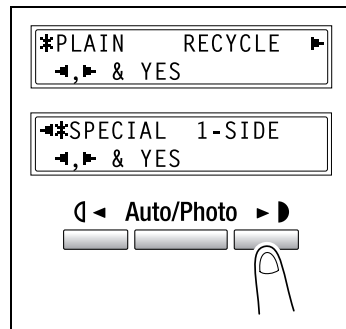 *PLAIN RECYCLE ►
◄,► & YES
◄*SPECIAL 1-SIDE
◄,► & YES
◄ Auto/Photo ►